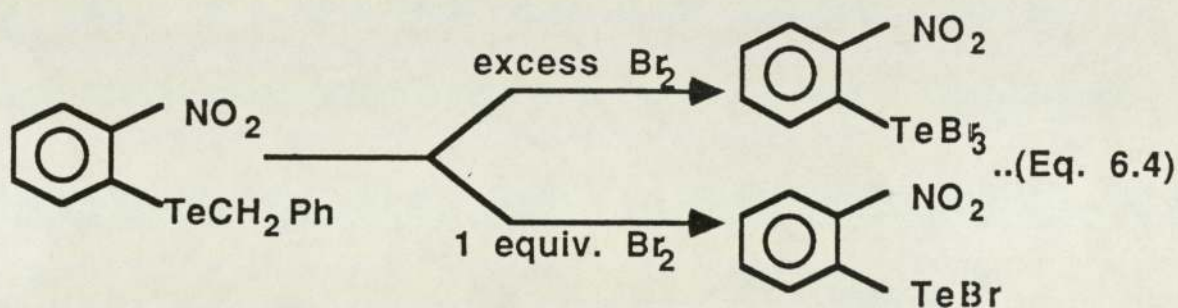 NO2
excess Br2
NO2
TeBr3
TeCH2Ph
..(Eq. 6.4)
1 equiv. Br2
NO2
TeBr